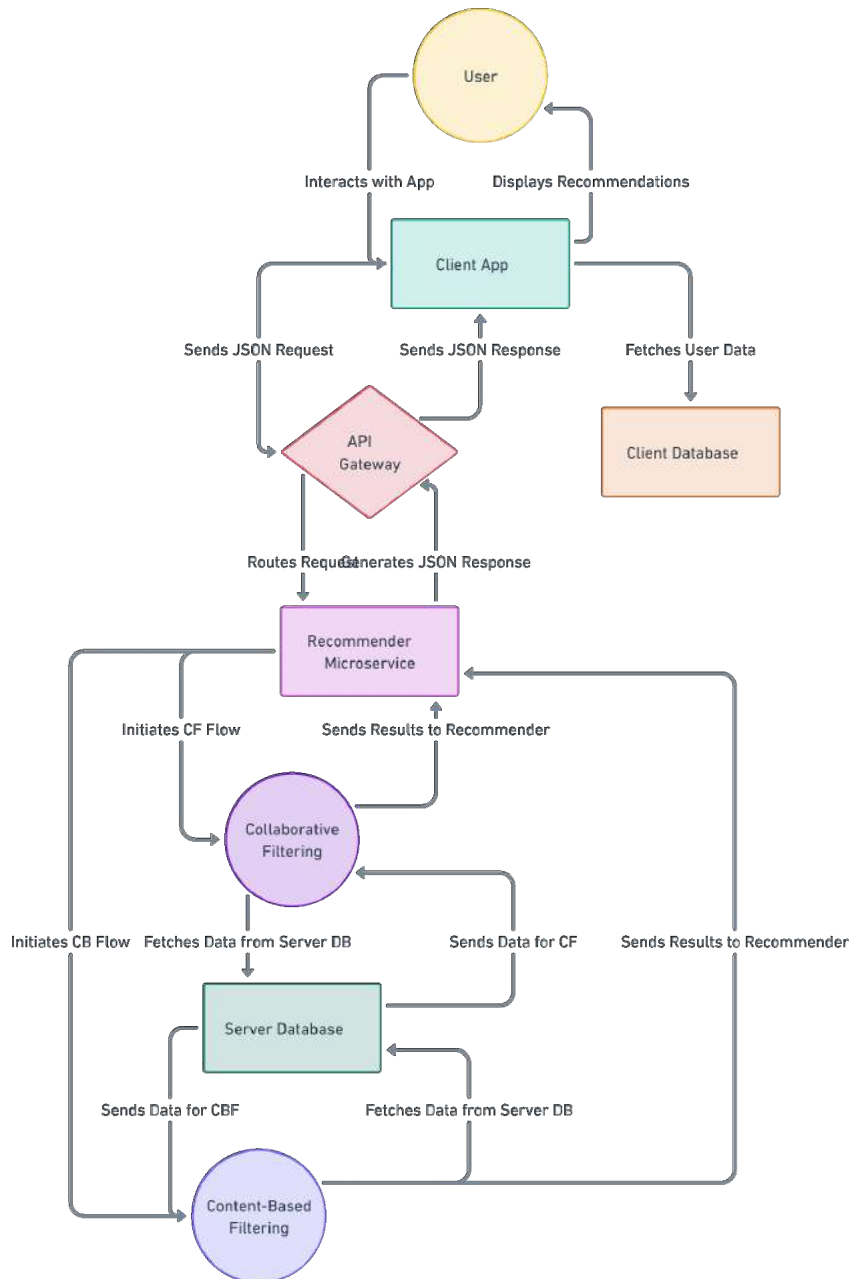 User
Interacts with App
Displays Recommendations
Client App
Sends JSON Request
Sends JSON Response
Fetches User Data
API
Gateway
Client Database
Routes Request
Generates JSON Response
Recommender
Microservice
Initiates CF Flow
Sends Results to Recommender
Collaborative
Filtering
Initiates CB Flow
Fetches Data from Server DB
Sends Data for CF
Sends Results to Recommender
Server Database
Sends Data for CBF
Fetches Data from Server DB
Content-Based
Filtering